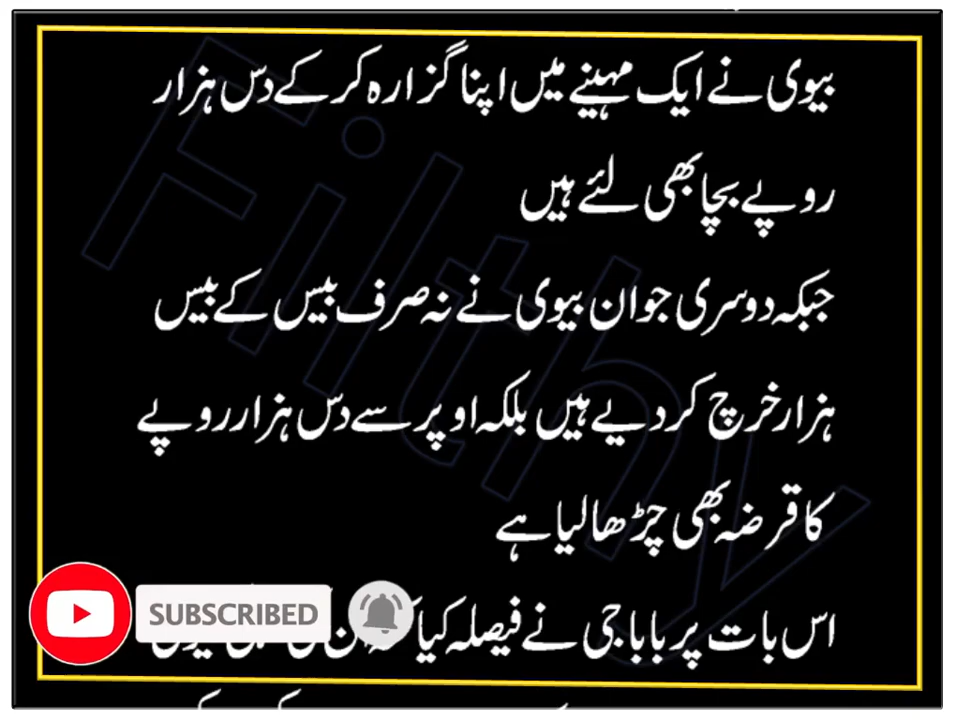 بیوی نے ایک مہینے میں اپنا گزارہ کر کے دس ہزار
روپے بچا بھی لئے ہیں
جبکہ دوسری جوان بیوی نے نہ صرف بیس کے بیس
ہزار خرچ کر دیے ہیں بلکہ اوپر سے دس ہزار روپے
کا قرضہ بھی چڑھا لیا ہے
اس بات پر بابا جی نے فیصلہ کیا
SUBSCRIBED
Filthy